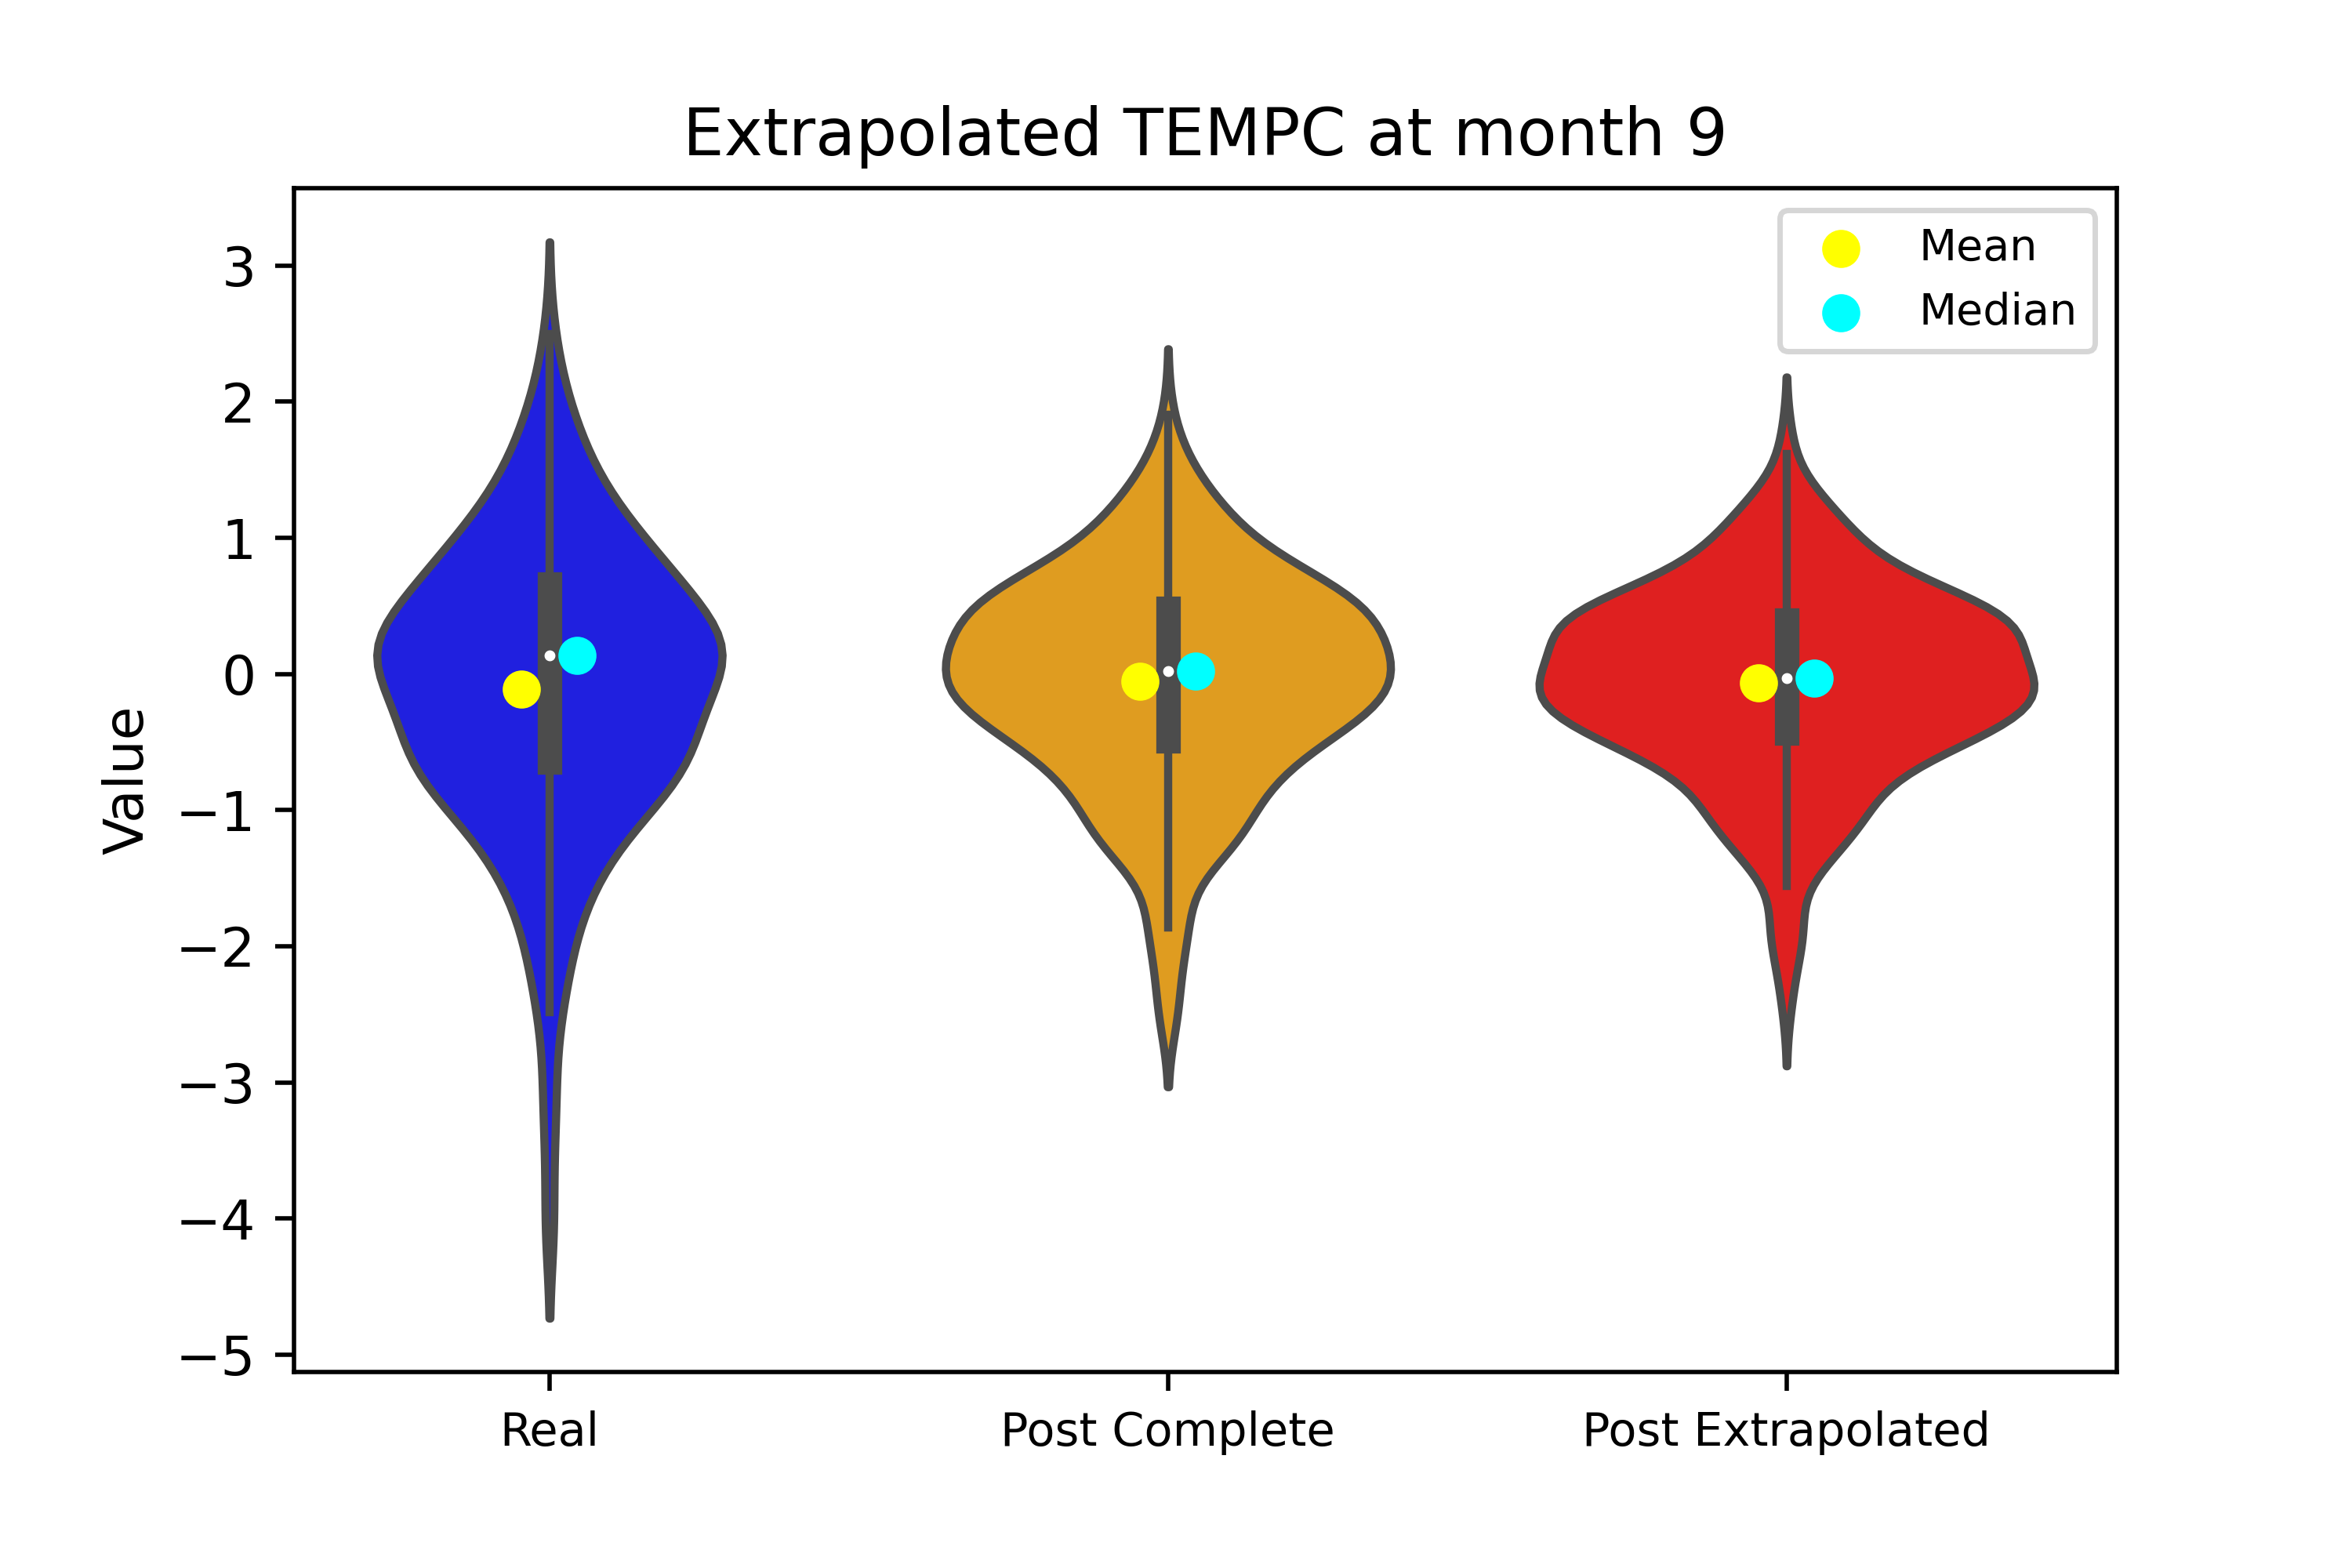 Extrapolated TEMPC at month 9
Mean
Median
3
2
1
0
−1
−2
−3
−4
−5
Value
Real
Post Complete
Post Extrapolated